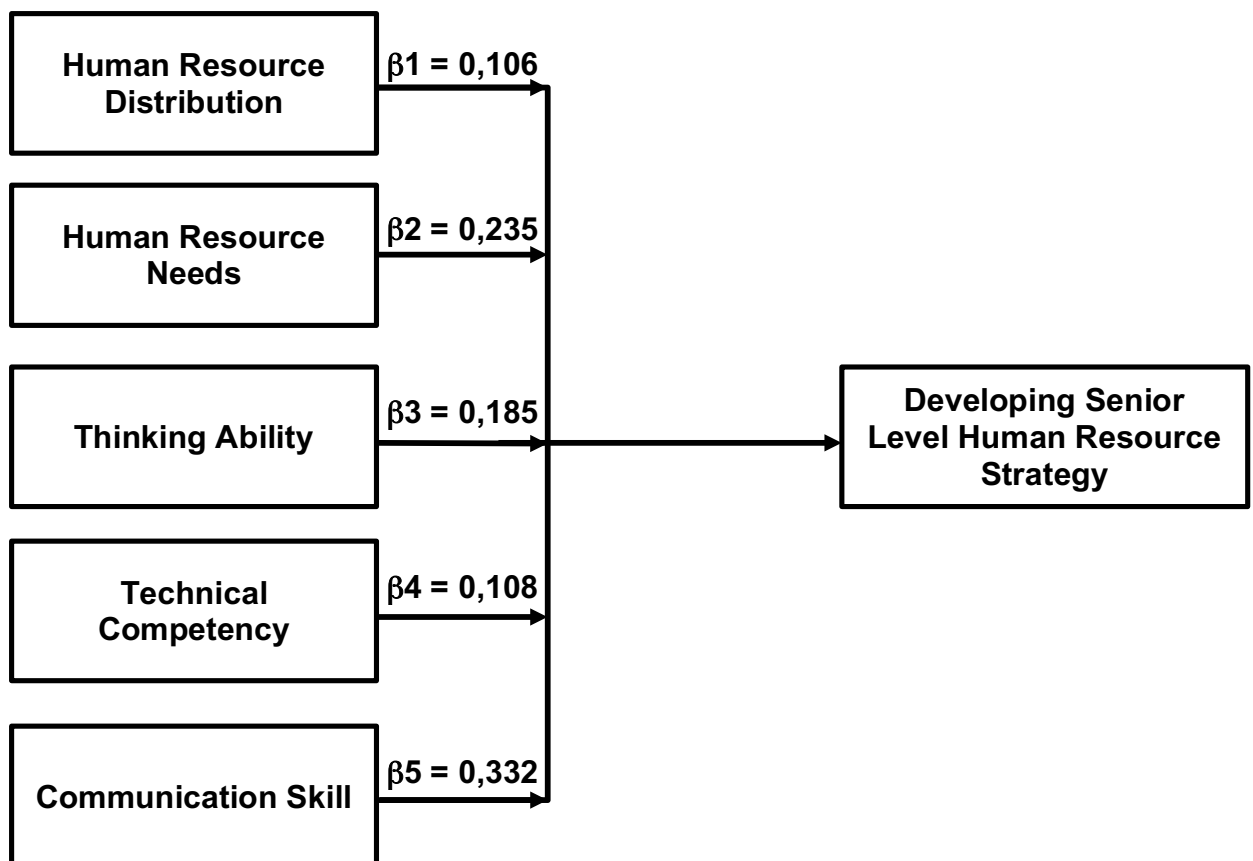 Human Resource
Distribution
β1 = 0,106
Human Resource
Needs
β2 = 0,235
Thinking Ability
β3 = 0,185
Technical
Competency
β4 = 0,108
Communication Skill
β5 = 0,332
Developing Senior
Level Human Resource
Strategy